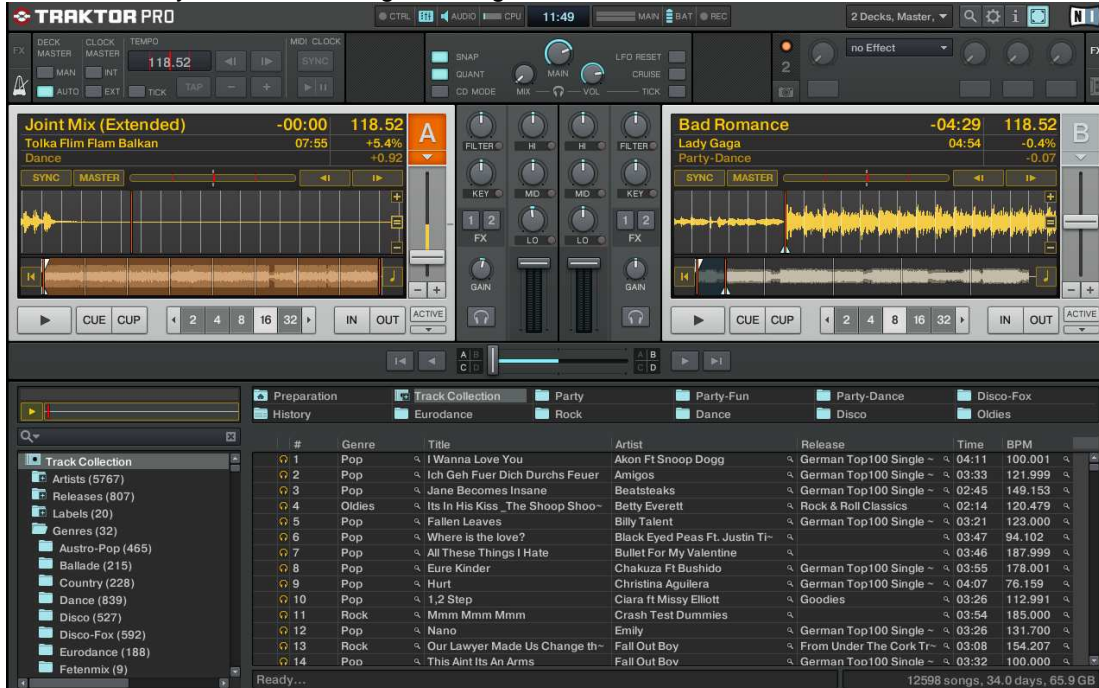 TRAKTOR PRO
CTRL AUDIO CPU 11:49 MAIN BAT REC 2 Decks, Master, i N I
FX DECK MASTER CLOCK MASTER TEMPO MIDI CLOCK
118.52 SYNC
MAN INT
AUTO EXT TICK TAP − +
SNAP LFO RESET
QUANT MAIN CRUISE
CD MODE MIX VOL TICK
2 no Effect FX
Joint Mix (Extended) -00:00 118.52 A
Tolka Flim Flam Balkan 07:55 +5.4%
Dance +0.92
SYNC MASTER
− +
CUE CUP 2 4 8 16 32 IN OUT ACTIVE
FILTER HI HI FILTER
KEY MID MID KEY
1 2 1 2
FX LO LO FX
GAIN GAIN
Bad Romance -04:29 118.52 B
Lady Gaga 04:54 -0.4%
Party-Dance -0.07
SYNC MASTER
− +
CUE CUP 2 4 8 16 32 IN OUT ACTIVE
A B A B
C D C D
Preparation Track Collection Party Party-Fun Party-Dance Disco-Fox
History Eurodance Rock Dance Disco Oldies
Track Collection
Artists (5767)
Releases (807)
Labels (20)
Genres (32)
Austro-Pop (465)
Ballade (215)
Country (228)
Dance (839)
Disco (527)
Disco-Fox (592)
Eurodance (188)
Fetenmix (9)
# Genre Title Artist Release Time BPM
1 Pop I Wanna Love You Akon Ft Snoop Dogg German Top100 Single ~ 04:11 100.001
2 Pop Ich Geh Fuer Dich Durchs Feuer Amigos German Top100 Single ~ 03:33 121.999
3 Pop Jane Becomes Insane Beatsteaks German Top100 Single ~ 02:45 149.153
4 Oldies Its In His Kiss _The Shoop Shoo~ Betty Everett Rock & Roll Classics 02:14 120.479
5 Pop Fallen Leaves Billy Talent German Top100 Single ~ 03:21 123.000
6 Pop Where is the love? Black Eyed Peas Ft. Justin Ti~ 03:47 94.102
7 Pop All These Things I Hate Bullet For My Valentine 03:46 187.999
8 Pop Eure Kinder Chakuza Ft Bushido German Top100 Single ~ 03:55 178.001
9 Pop Hurt Christina Aguilera German Top100 Single ~ 04:07 76.159
10 Pop 1,2 Step Ciara ft Missy Elliott Goodies 03:26 112.991
11 Rock Mmm Mmm Mmm Crash Test Dummies 03:54 185.000
12 Pop Nano Emily German Top100 Single ~ 03:26 131.700
13 Rock Our Lawyer Made Us Change th~ Fall Out Boy From Under The Cork Tr~ 03:08 154.207
14 Pop This Aint Its An Arms Fall Out Boy German Top100 Single ~ 03:32 100.000
Ready... 12598 songs, 34.0 days, 65.9 GB